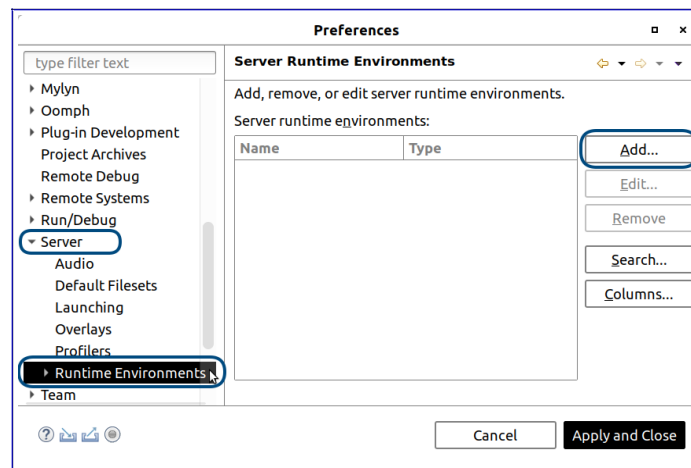 Preferences
type filter text
Server Runtime Environments
Mylyn
Oomph
Plug-in Development
Project Archives
Remote Debug
Remote Systems
Run/Debug
Server
Audio
Default Filesets
Launching
Overlays
Profilers
Runtime Environments
Team
Add, remove, or edit server runtime environments.
Server runtime environments:
Name Type
Add...
Edit...
Remove
Search...
Columns...
Cancel
Apply and Close